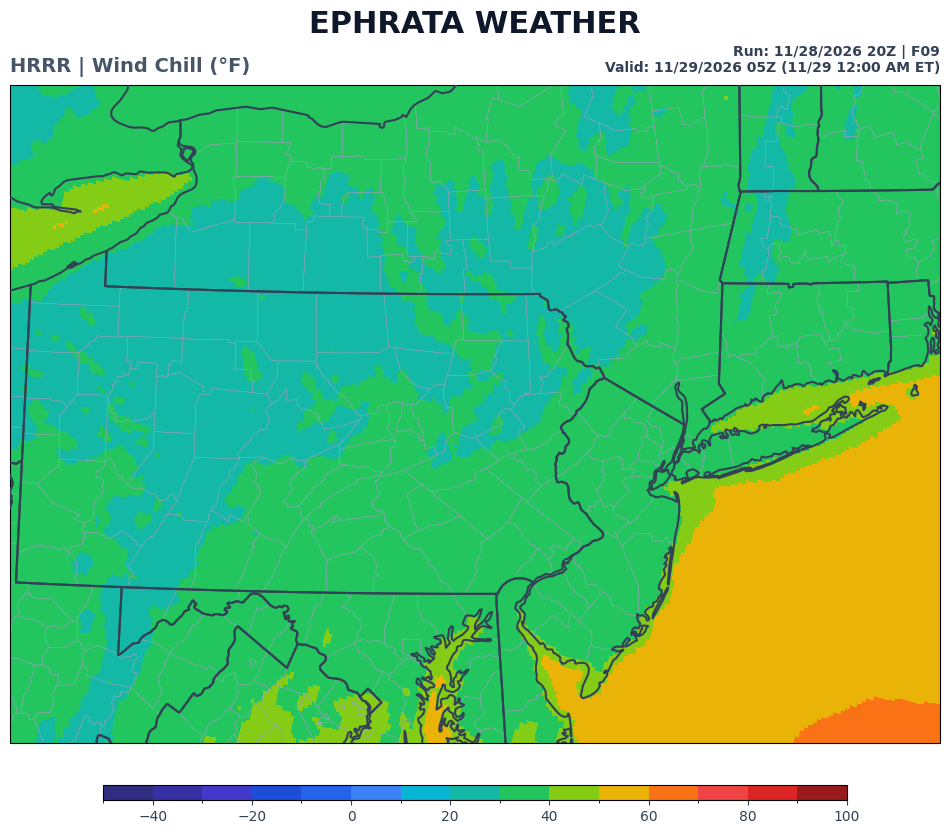 EPHRATA WEATHER
HRRR | Wind Chill (°F)
Run: 11/28/2026 20Z | F09
Valid: 11/29/2026 05Z (11/29 12:00 AM ET)
−40 −20 0 20 40 60 80 100